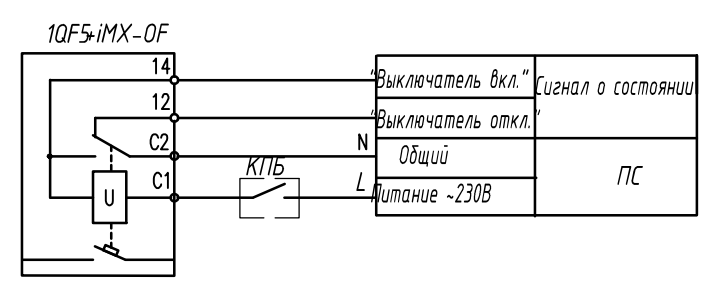 1QF5+iMX-OF
14
"Выключатель вкл."
Сигнал о состоянии
12
"Выключатель откл."
C2
N
Общий
КПБ
ПС
C1
L
Питание ~230В
U